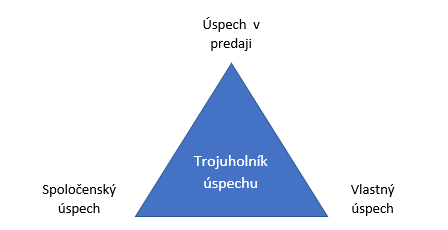 Úspech v
predaji
Trojuholník
úspechu
Spoločenský
úspech
Vlastný
úspech